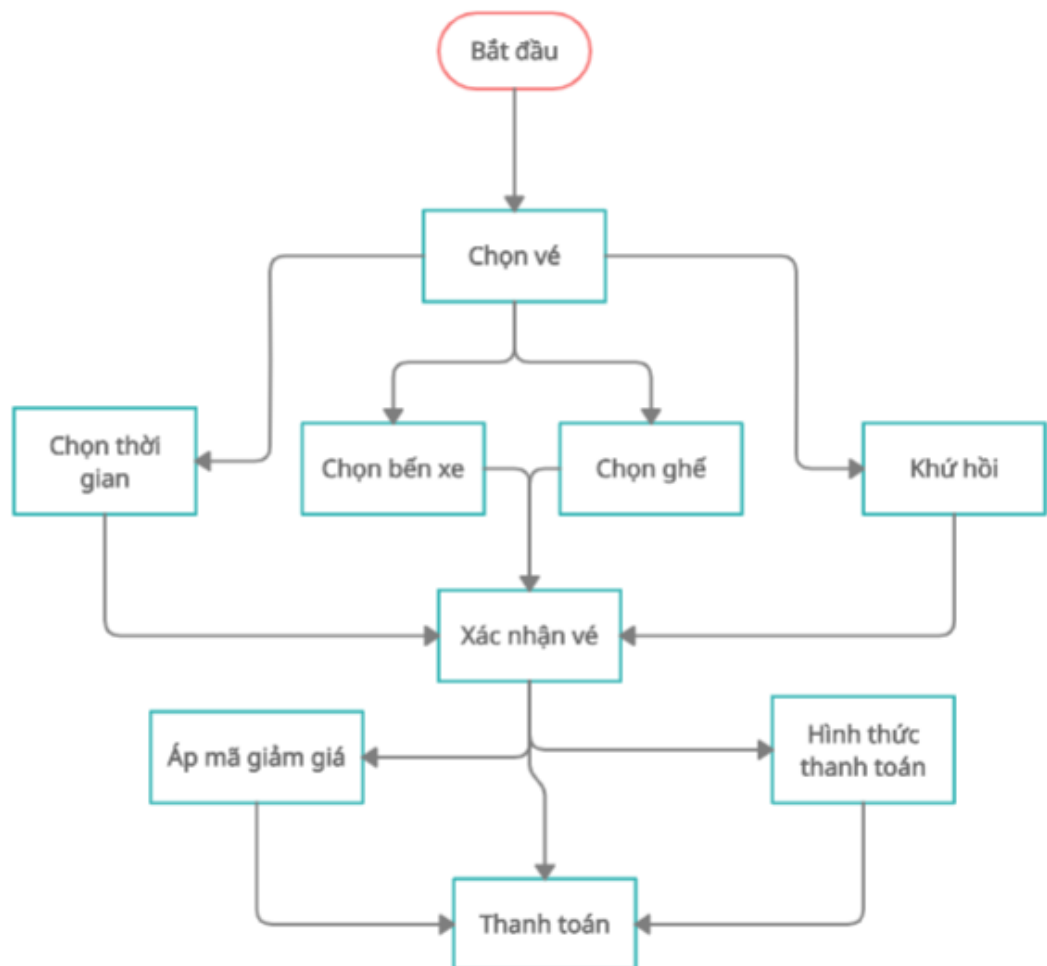 Bắt đầu
Chọn vé
Chọn thời
gian
Chọn bến xe
Chọn ghế
Khứ hồi
Xác nhận vé
Áp mã giảm giá
Hình thức
thanh toán
Thanh toán